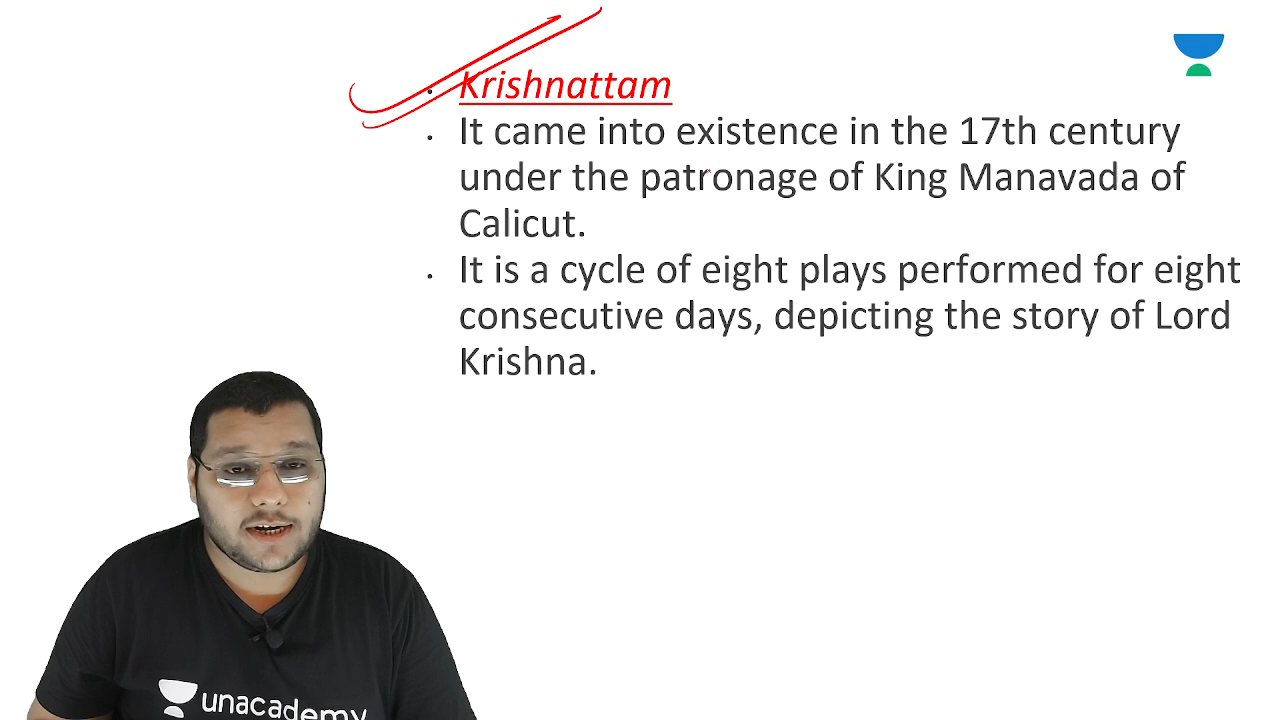 Krishnattam
It came into existence in the 17th century
under the patronage of King Manavada of
Calicut.
It is a cycle of eight plays performed for eight
consecutive days, depicting the story of Lord
Krishna.
unacademy